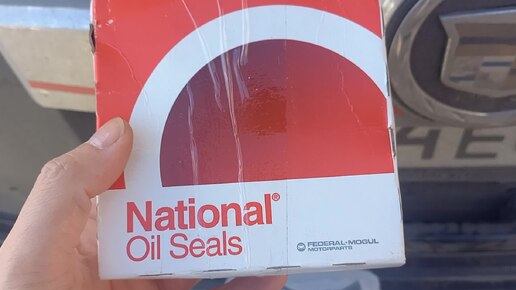 National®
Oil Seals
FEDERAL-MOGUL
MOTORPARTS